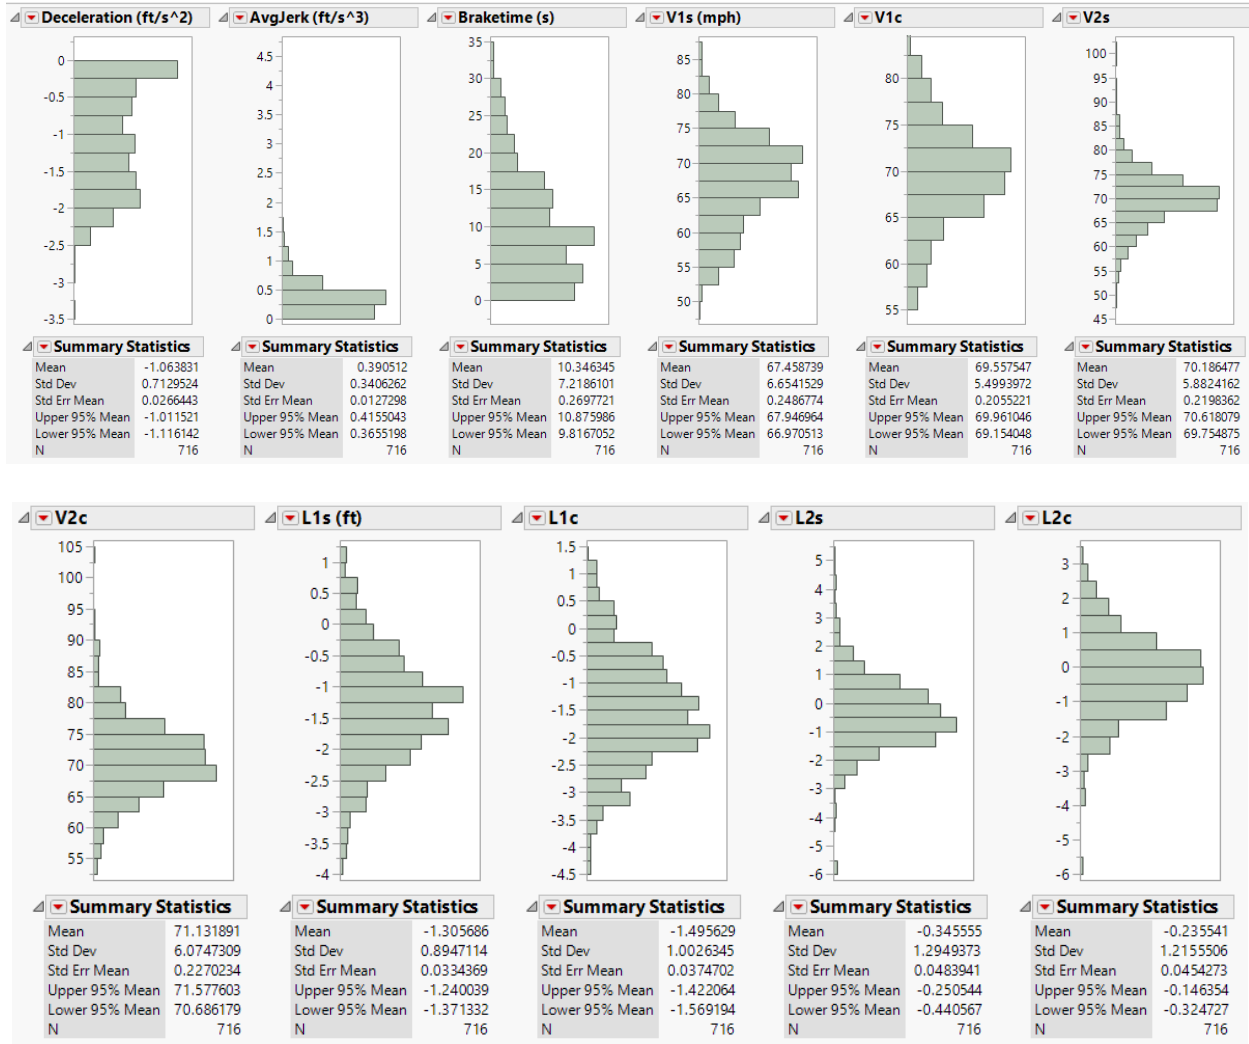 Deceleration (ft/s^2) AvgJerk (ft/s^3) Braketime (s) V1s (mph) V1c V2s
0 -0.5 -1 -1.5 -2 -2.5 -3 -3.5
4.5 4 3.5 3 2.5 2 1.5 1 0.5 0
35 30 25 20 15 10 5 0
85 80 75 70 65 60 55 50
80 75 70 65 60 55
100 95 90 85 80 75 70 65 60 55 50 45
Summary Statistics Summary Statistics Summary Statistics Summary Statistics Summary Statistics Summary Statistics
Mean -1.063831 Mean 0.390512 Mean 10.346345 Mean 67.458739 Mean 69.557547 Mean 70.186477
Std Dev 0.7129524 Std Dev 0.3406262 Std Dev 7.2186101 Std Dev 6.6541529 Std Dev 5.4993972 Std Dev 5.8824162
Std Err Mean 0.0266443 Std Err Mean 0.0127298 Std Err Mean 0.2697721 Std Err Mean 0.2486774 Std Err Mean 0.2055221 Std Err Mean 0.2198362
Upper 95% Mean -1.011521 Upper 95% Mean 0.4155043 Upper 95% Mean 10.875986 Upper 95% Mean 67.946964 Upper 95% Mean 69.961046 Upper 95% Mean 70.618079
Lower 95% Mean -1.116142 Lower 95% Mean 0.3655198 Lower 95% Mean 9.8167052 Lower 95% Mean 66.970513 Lower 95% Mean 69.154048 Lower 95% Mean 69.754875
N 716 N 716 N 716 N 716 N 716 N 716
V2c L1s (ft) L1c L2s L2c
105 100 95 90 85 80 75 70 65 60 55
1 0.5 0 -0.5 -1 -1.5 -2 -2.5 -3 -3.5 -4
1.5 1 0.5 0 -0.5 -1 -1.5 -2 -2.5 -3 -3.5 -4 -4.5
5 4 3 2 1 0 -1 -2 -3 -4 -5 -6
3 2 1 0 -1 -2 -3 -4 -5 -6
Summary Statistics Summary Statistics Summary Statistics Summary Statistics Summary Statistics
Mean 71.131891 Mean -1.305686 Mean -1.495629 Mean -0.345555 Mean -0.235541
Std Dev 6.0747309 Std Dev 0.8947114 Std Dev 1.0026345 Std Dev 1.2949373 Std Dev 1.2155506
Std Err Mean 0.2270234 Std Err Mean 0.0334369 Std Err Mean 0.0374702 Std Err Mean 0.0483941 Std Err Mean 0.0454273
Upper 95% Mean 71.577603 Upper 95% Mean -1.240039 Upper 95% Mean -1.422064 Upper 95% Mean -0.250544 Upper 95% Mean -0.146354
Lower 95% Mean 70.686179 Lower 95% Mean -1.371332 Lower 95% Mean -1.569194 Lower 95% Mean -0.440567 Lower 95% Mean -0.324727
N 716 N 716 N 716 N 716 N 716